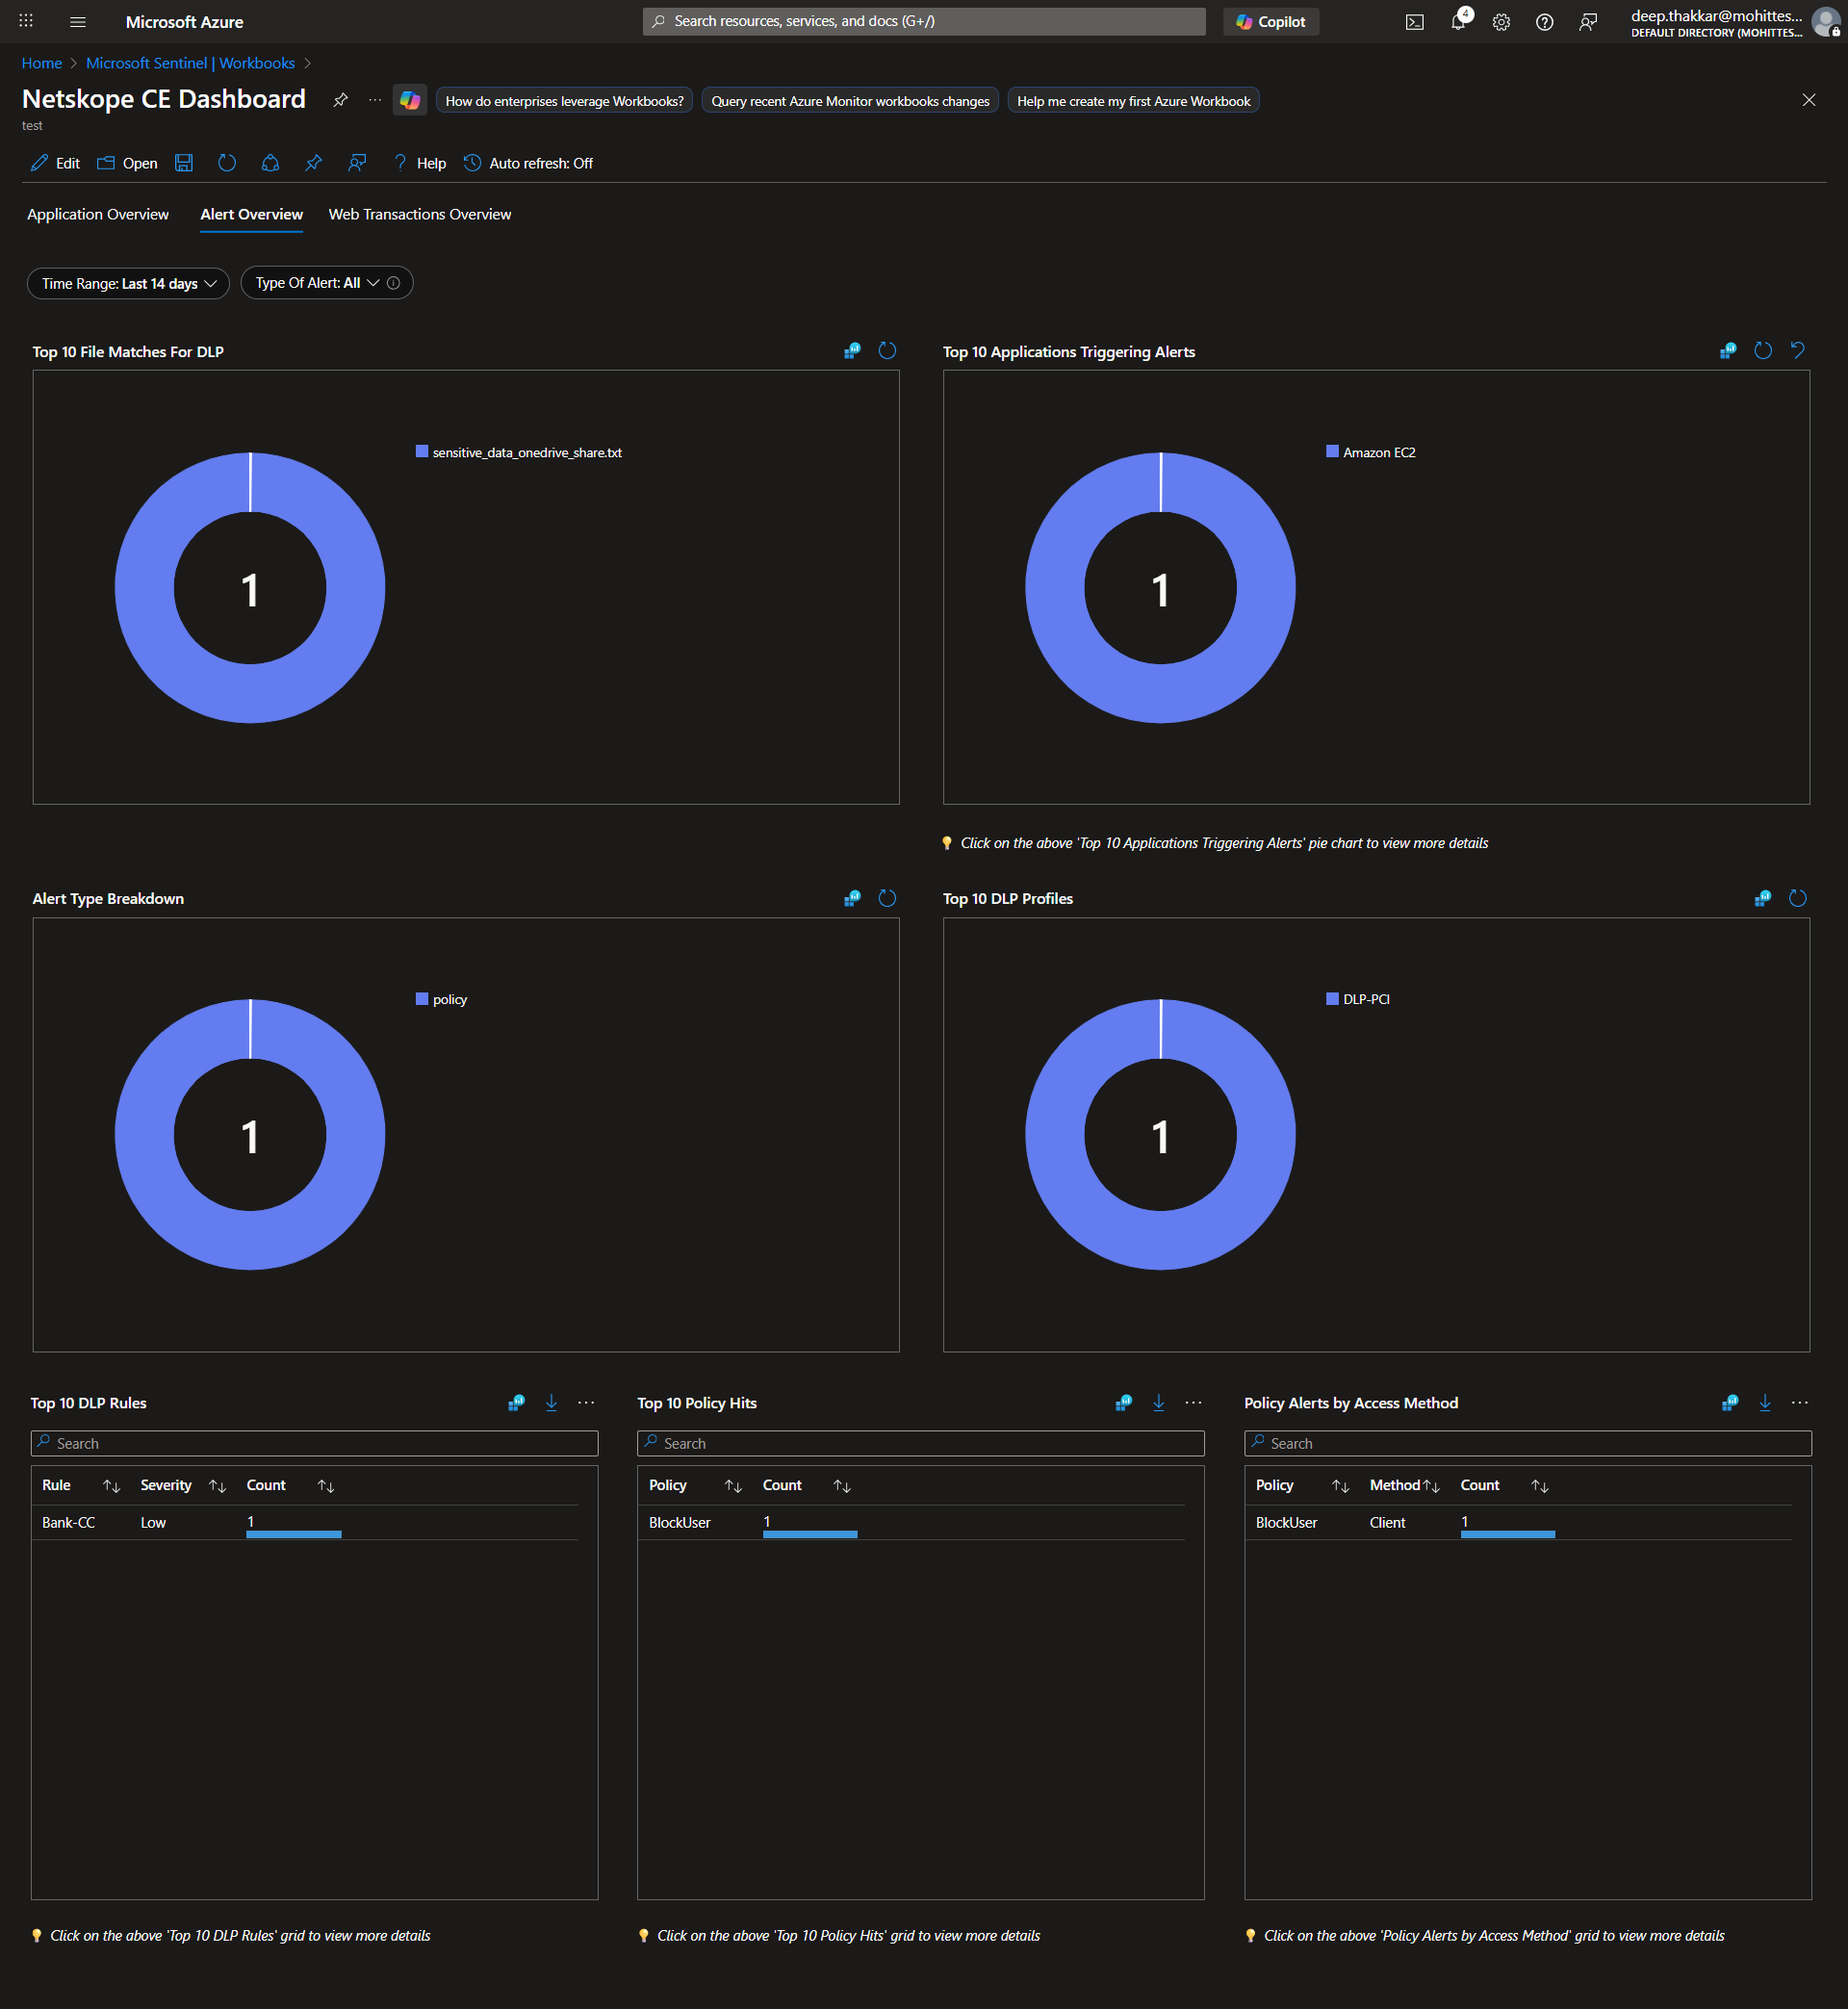 Microsoft Azure
Search resources, services, and docs (G+/)
Copilot
4
deep.thakkar@mohittes...
DEFAULT DIRECTORY (MOHITTES...
Home > Microsoft Sentinel | Workbooks >
Netskope CE Dashboard
How do enterprises leverage Workbooks?
Query recent Azure Monitor workbooks changes
Help me create my first Azure Workbook
test
Edit Open Help Auto refresh: Off
Application Overview Alert Overview Web Transactions Overview
Time Range: Last 14 days Type Of Alert: All
Top 10 File Matches For DLP
sensitive_data_onedrive_share.txt
1
Top 10 Applications Triggering Alerts
Amazon EC2
1
Click on the above 'Top 10 Applications Triggering Alerts' pie chart to view more details
Alert Type Breakdown
policy
1
Top 10 DLP Profiles
DLP-PCI
1
Top 10 DLP Rules
Search
Rule Severity Count
Bank-CC Low 1
Click on the above 'Top 10 DLP Rules' grid to view more details
Top 10 Policy Hits
Search
Policy Count
BlockUser 1
Click on the above 'Top 10 Policy Hits' grid to view more details
Policy Alerts by Access Method
Search
Policy Method Count
BlockUser Client 1
Click on the above 'Policy Alerts by Access Method' grid to view more details